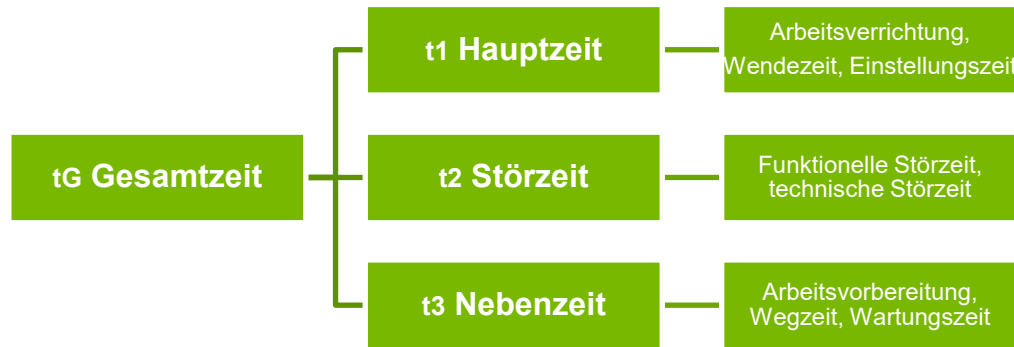 t1 Hauptzeit
Arbeitsverrichtung,
Wendezeit, Einstellungszeit
tG Gesamtzeit
t2 Störzeit
Funktionelle Störzeit,
technische Störzeit
t3 Nebenzeit
Arbeitsvorbereitung,
Wegzeit, Wartungszeit